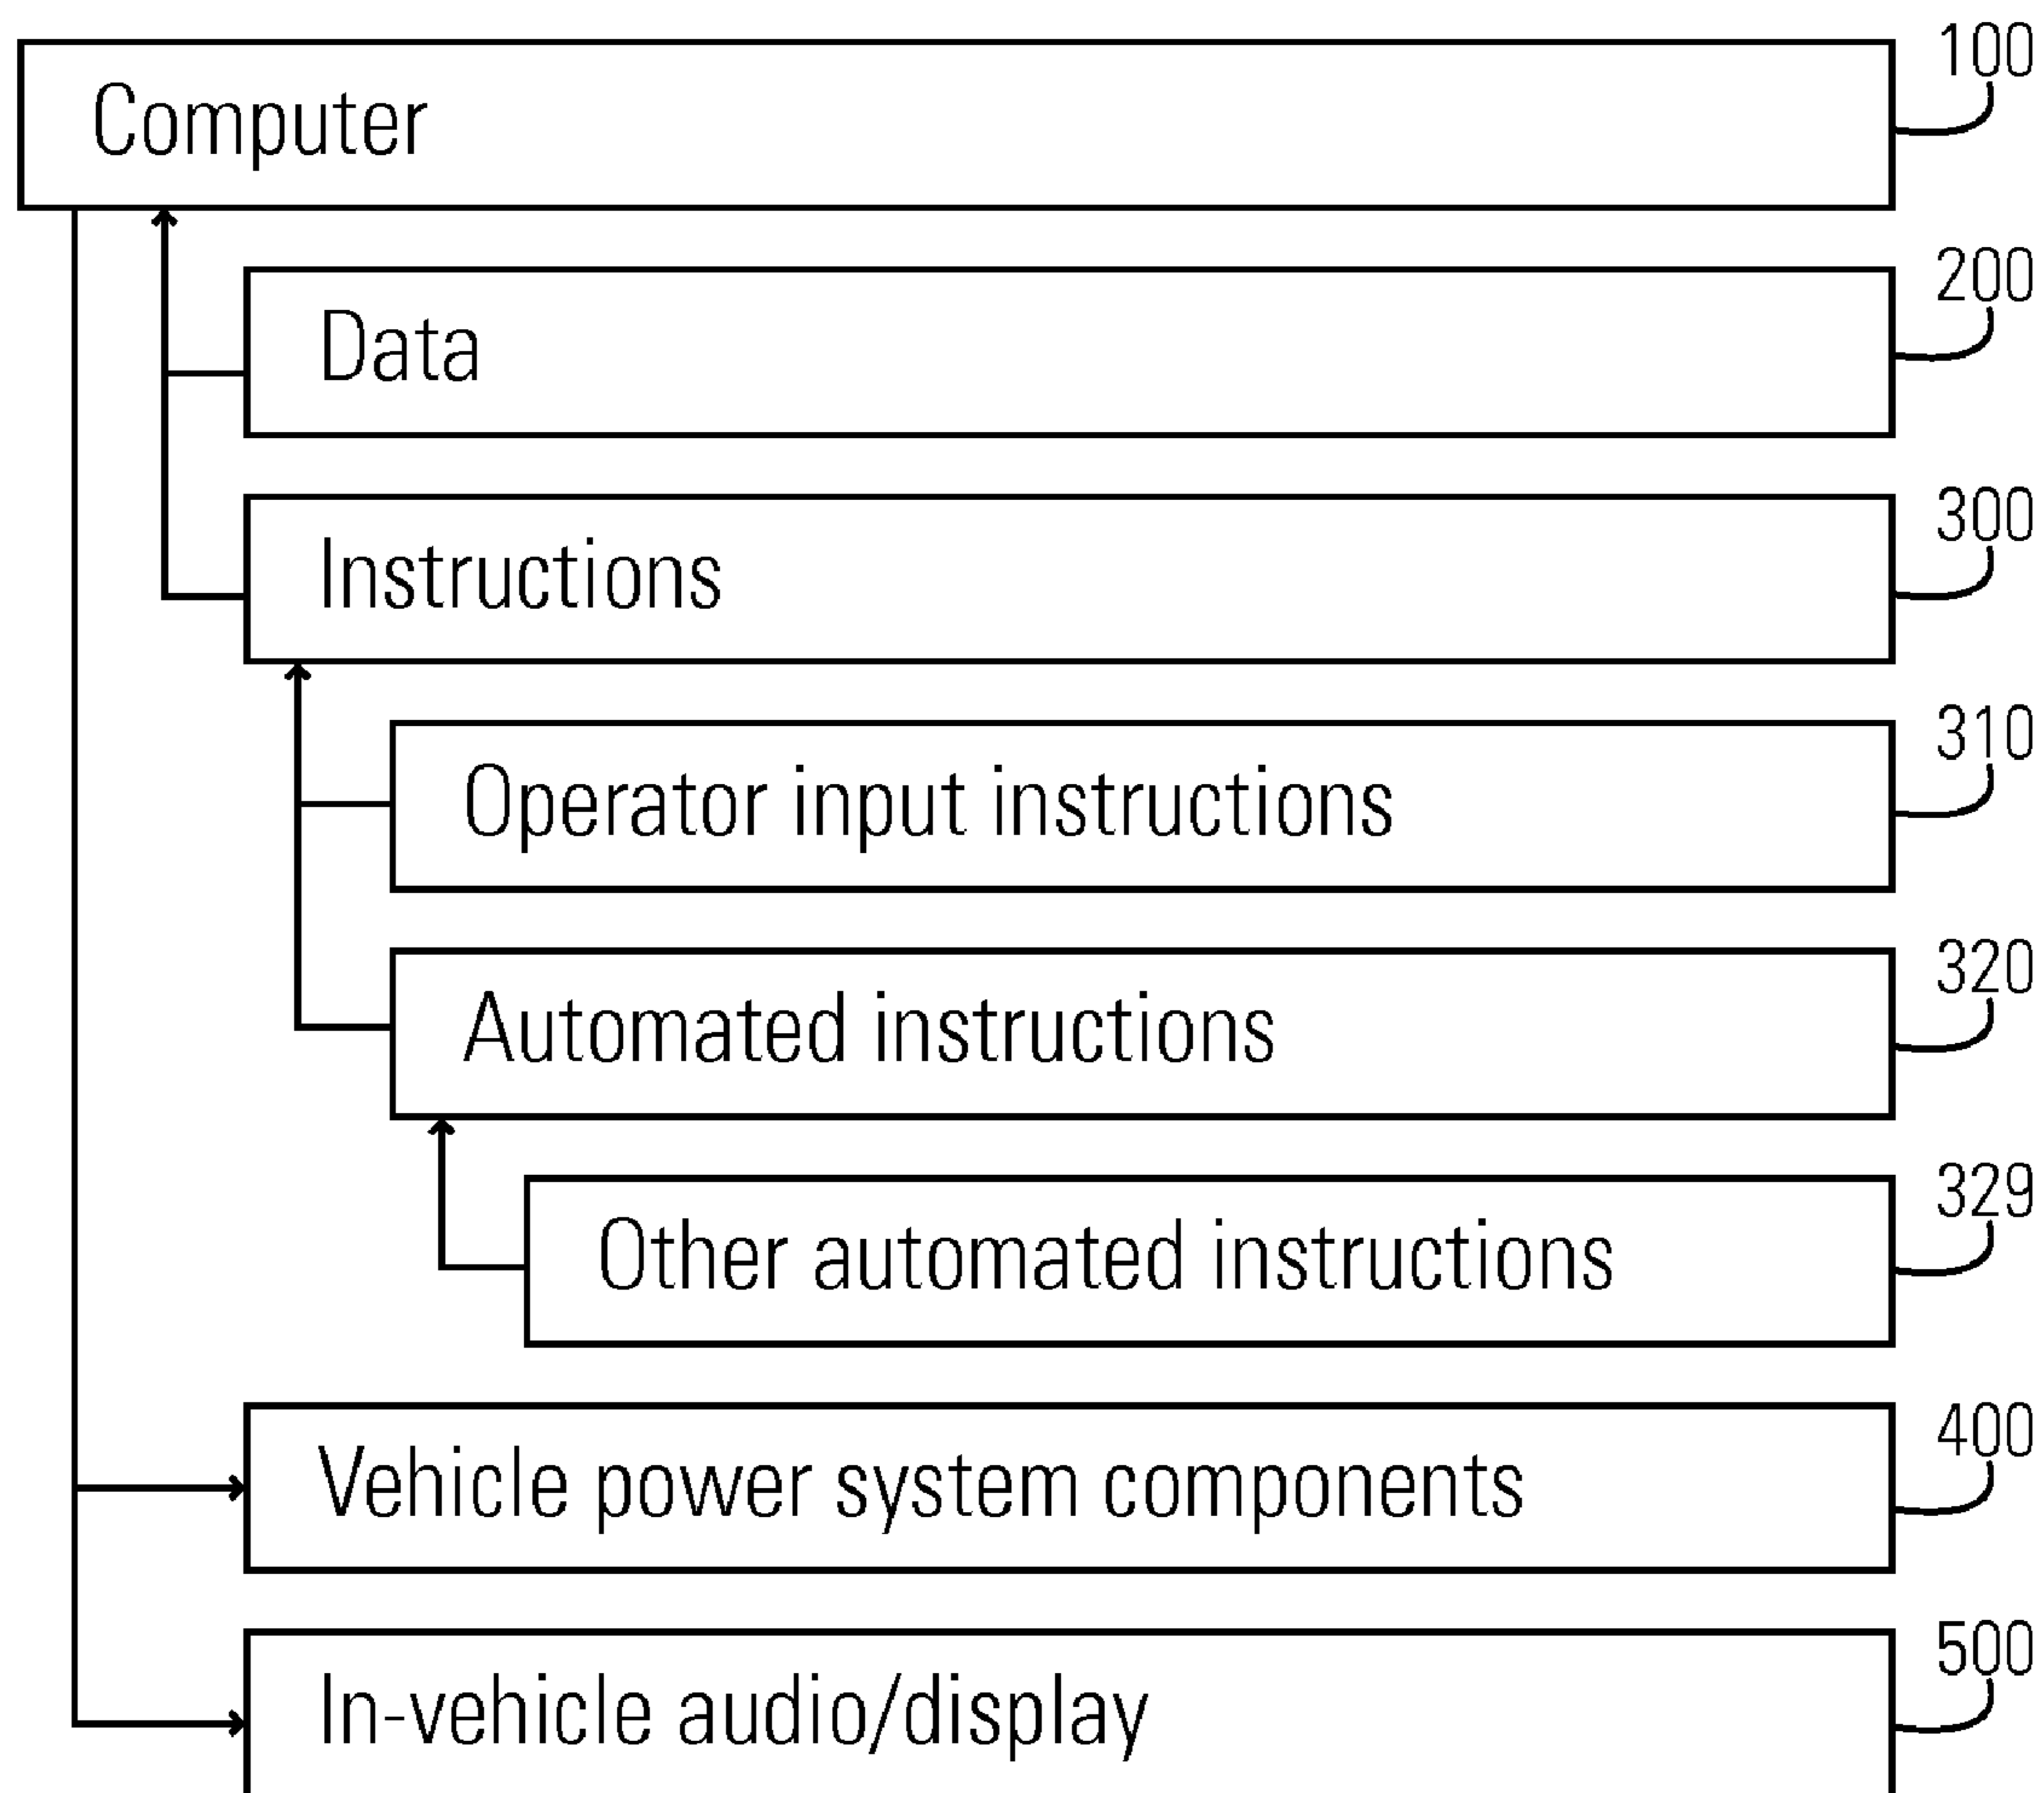 100
Computer
200
Data
300
Instructions
310
Operator input instructions
320
Automated instructions
329
Other automated instructions
400
Vehicle power system components
500
In-vehicle audio/display